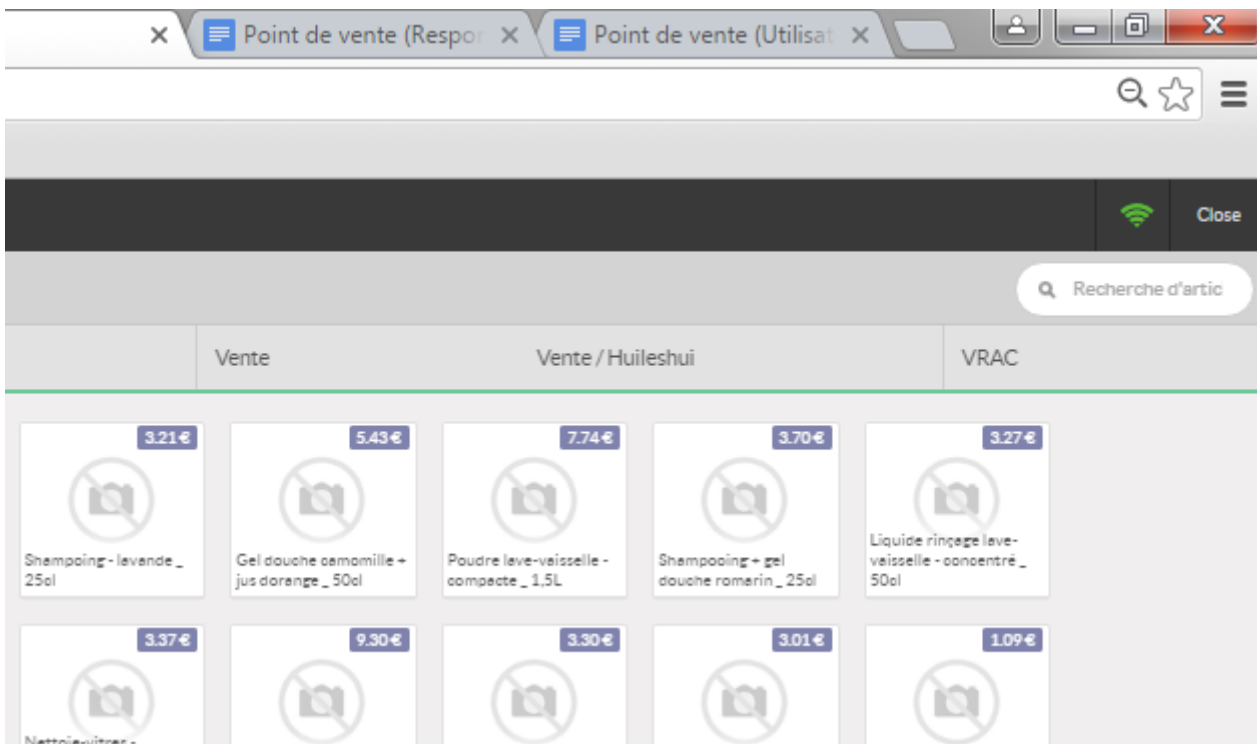 Point de vente (Respon
Point de vente (Utilisat
Close
Recherche d'artic
Vente
Vente / Huileshui
VRAC
3.21€
5.43€
7.74€
3.70€
3.27€
Shampoing - lavande _
25cl
Gel douche camomille +
jus dorange _ 50cl
Poudre lave-vaisselle -
compacte _ 1,5L
Shampooing + gel
douche romarin _ 25cl
Liquide rinçage lave-
vaisselle - concentré _
50cl
3.37€
9.30€
3.30€
3.01€
1.09€
Nettoie-vitres -